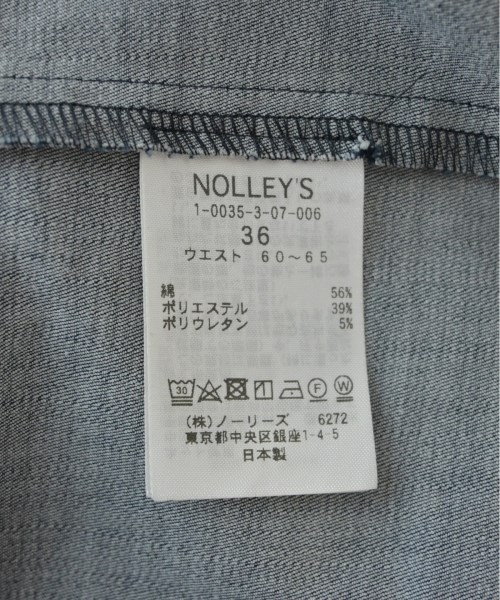 NOLLEY'S
1-0035-3-07-006
36
ウエスト 60～65
綿 56%
ポリエステル 39%
ポリウレタン 5%
30 F W
(株)ノーリーズ 6272
東京都中央区銀座1-4-5
日本製